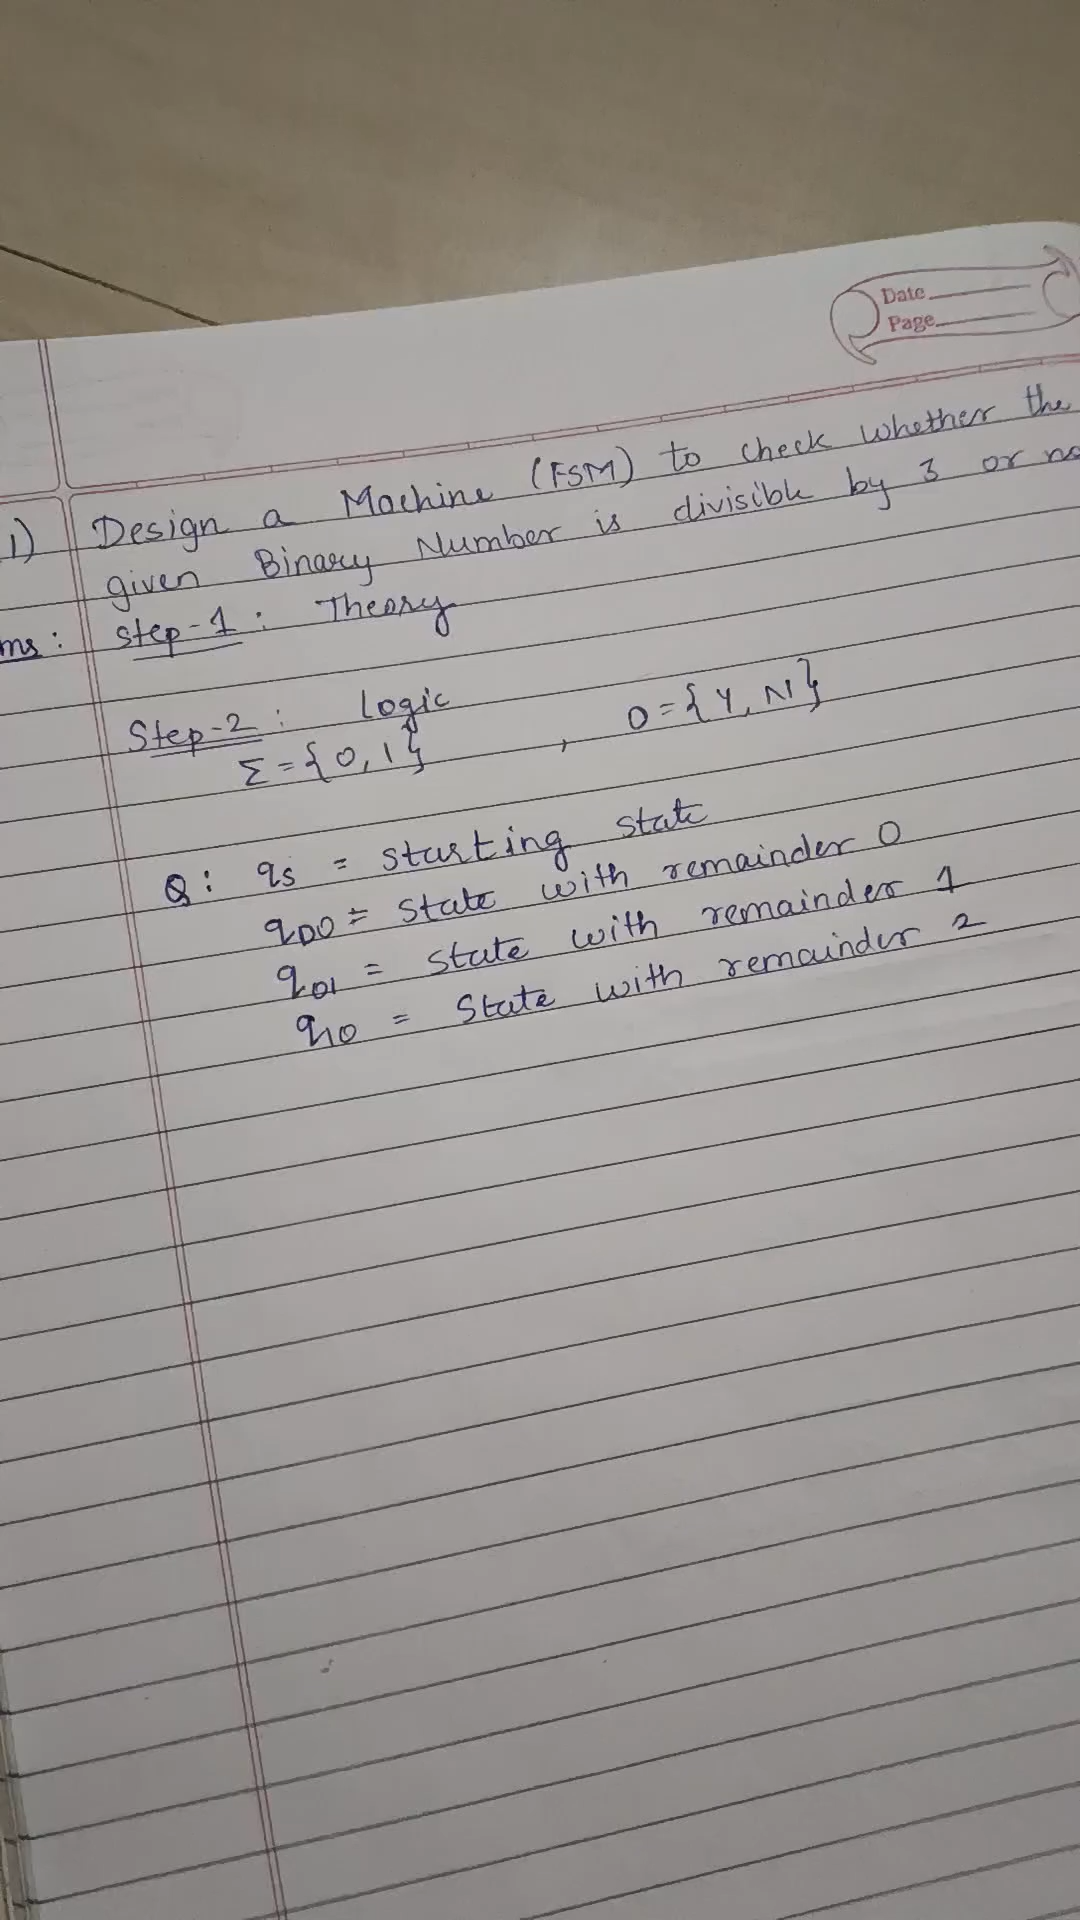 Date
Page
1) Design a Machine (FSM) to check whether the
given Binary Number is divisible by 3 or no
ms: Step-1: Theory
Step-2: Logic
Σ = {0, 1} , O = {Y, N}
Q: qs = starting state
q00 = state with remainder 0
q01 = state with remainder 1
q10 = state with remainder 2